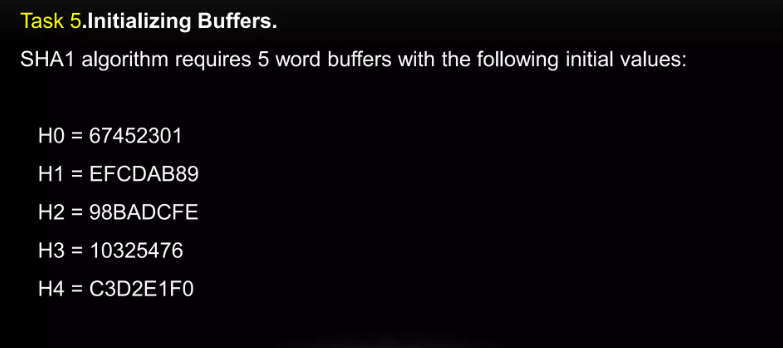 Task 5.Initializing Buffers.
SHA1 algorithm requires 5 word buffers with the following initial values:
H0 = 67452301
H1 = EFCDAB89
H2 = 98BADCFE
H3 = 10325476
H4 = C3D2E1F0